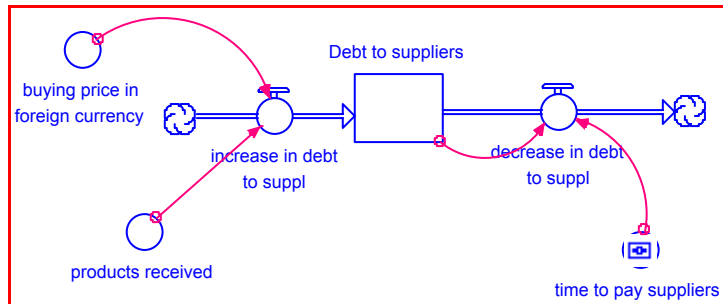 Debt to suppliers
buying price in
foreign currency
increase in debt
to suppl
decrease in debt
to suppl
products received
time to pay suppliers